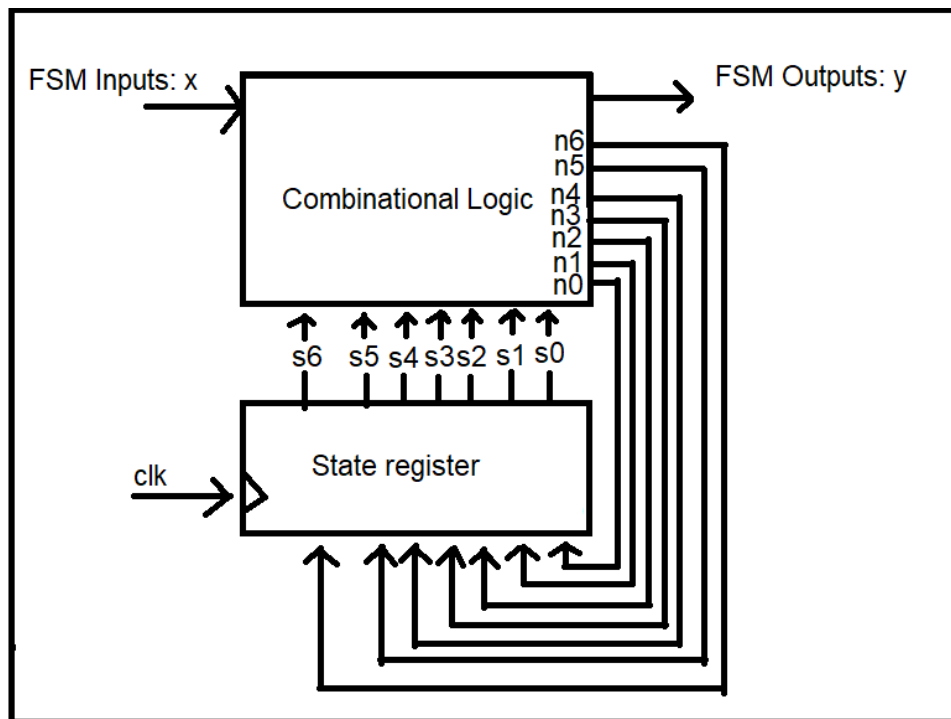 FSM Inputs: x
FSM Outputs: y
n6
n5
Combinational Logic
n4
n3
n2
n1
n0
s6 s5 s4 s3 s2 s1 s0
State register
clk